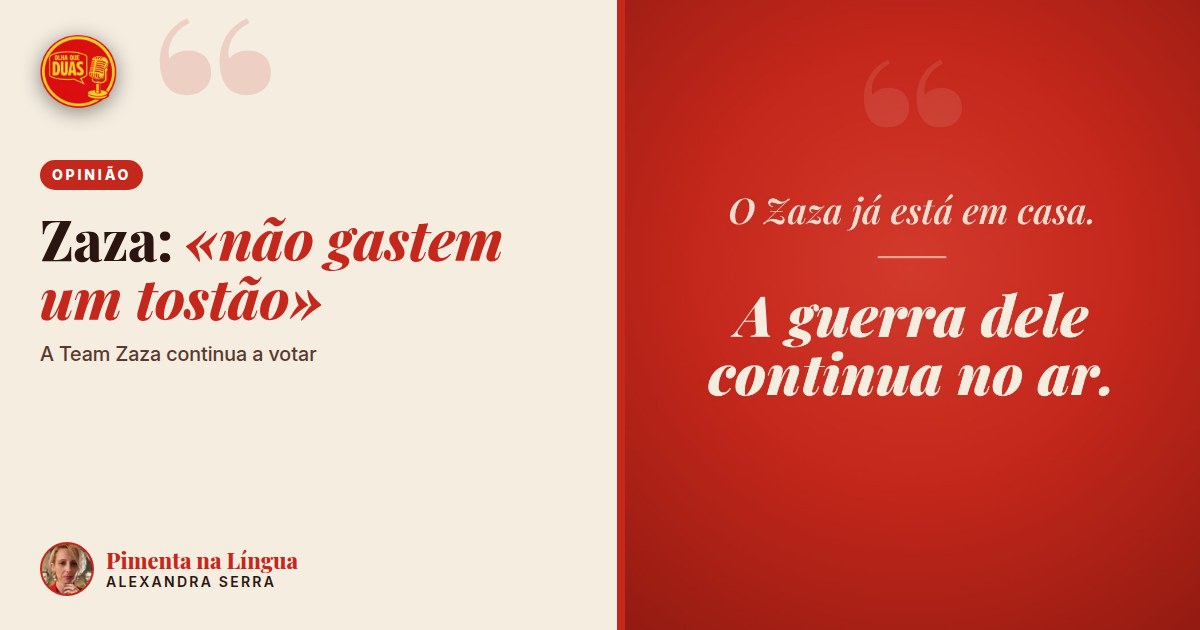 OLHA QUE
DUAS
OPINIÃO
Zaza: «não gastem
um tostão»
A Team Zaza continua a votar
Pimenta na Língua
ALEXANDRA SERRA
O Zaza já está em casa.
A guerra dele
continua no ar.